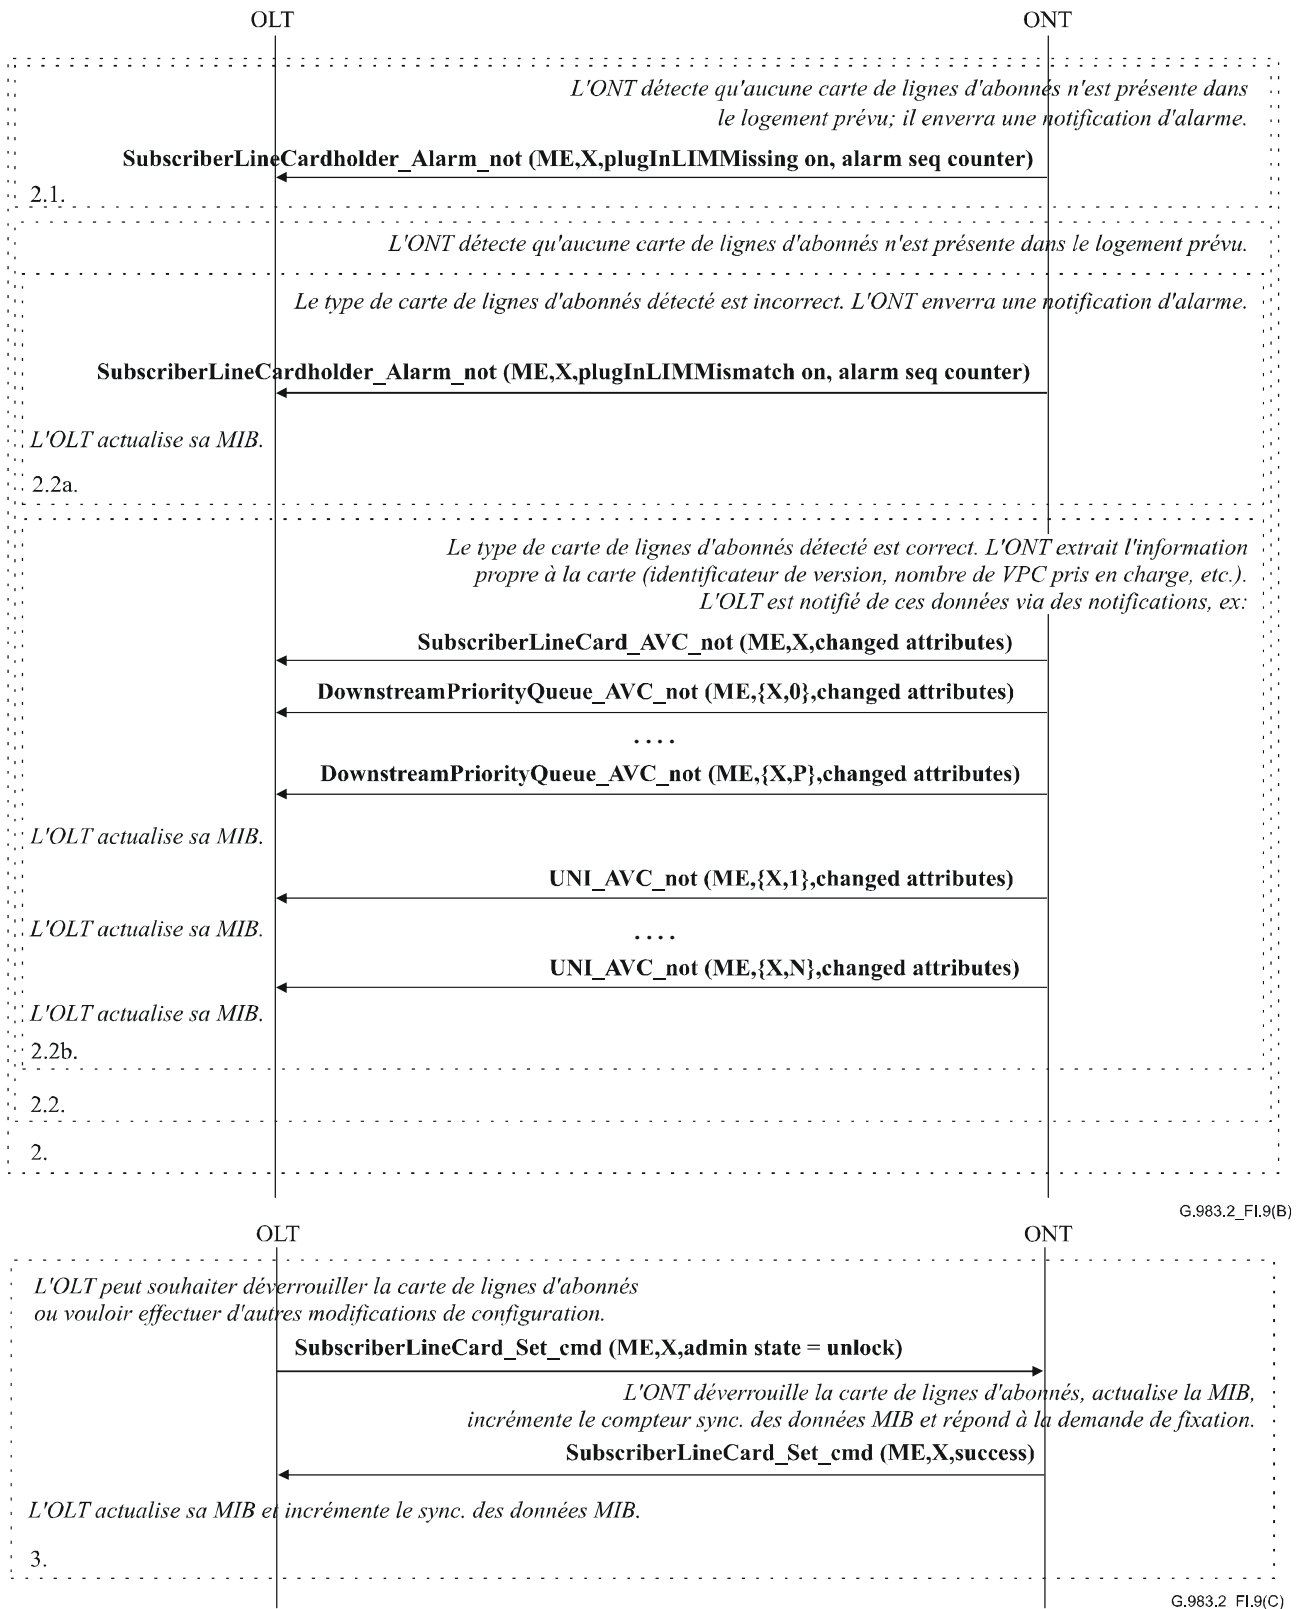 OLT ONT
L'ONT détecte qu'aucune carte de lignes d'abonnés n'est présente dans
le logement prévu; il enverra une notification d'alarme.
SubscriberLineCardholder_Alarm_not (ME,X,plugInLIMMissing on, alarm seq counter)
2.1.
L'ONT détecte qu'aucune carte de lignes d'abonnés n'est présente dans le logement prévu.
Le type de carte de lignes d'abonnés détecté est incorrect. L'ONT enverra une notification d'alarme.
SubscriberLineCardholder_Alarm_not (ME,X,plugInLIMMismatch on, alarm seq counter)
L'OLT actualise sa MIB.
2.2a.
Le type de carte de lignes d'abonnés détecté est correct. L'ONT extrait l'information
propre à la carte (identificateur de version, nombre de VPC pris en charge, etc.).
L'OLT est notifié de ces données via des notifications, ex:
SubscriberLineCard_AVC_not (ME,X,changed attributes)
DownstreamPriorityQueue_AVC_not (ME,{X,0},changed attributes)
. . . .
DownstreamPriorityQueue_AVC_not (ME,{X,P},changed attributes)
L'OLT actualise sa MIB.
UNI_AVC_not (ME,{X,1},changed attributes)
L'OLT actualise sa MIB.
. . . .
UNI_AVC_not (ME,{X,N},changed attributes)
L'OLT actualise sa MIB.
2.2b.
2.2.
2.
G.983.2_FI.9(B)
OLT ONT
L'OLT peut souhaiter déverrouiller la carte de lignes d'abonnés
ou vouloir effectuer d'autres modifications de configuration.
SubscriberLineCard_Set_cmd (ME,X,admin state = unlock)
L'ONT déverrouille la carte de lignes d'abonnés, actualise la MIB,
incrémente le compteur sync. des données MIB et répond à la demande de fixation.
SubscriberLineCard_Set_cmd (ME,X,success)
L'OLT actualise sa MIB et incrémente le sync. des données MIB.
3.
G.983.2_FI.9(C)